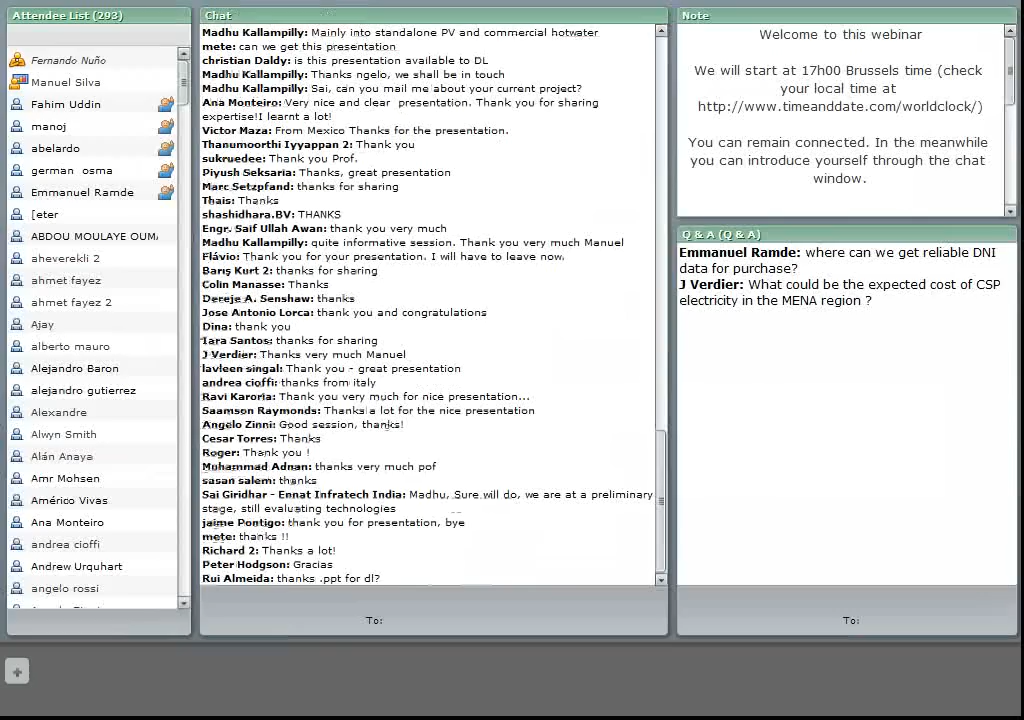 Attendee List (293)
Fernando Nuño
Manuel Silva
Fahim Uddin
manoj
abelardo
german osma
Emmanuel Ramde
[eter
ABDOU MOULAYE OUM
aheverekli 2
ahmet fayez
ahmet fayez 2
Ajay
alberto mauro
Alejandro Baron
alejandro gutierrez
Alexandre
Alwyn Smith
Alán Anaya
Amr Mohsen
Américo Vivas
Ana Monteiro
andrea cioffi
Andrew Urquhart
angelo rossi
Chat
Madhu Kallampilly: Mainly into standalone PV and commercial hotwater
mete: can we get this presentation
christian Daldy: is this presentation available to DL
Madhu Kallampilly: Thanks ngelo, we shall be in touch
Madhu Kallampilly: Sai, can you mail me about your current project?
Ana Monteiro: Very nice and clear presentation. Thank you for sharing
expertise!I learnt a lot!
Victor Maza: From Mexico Thanks for the presentation.
Thanumoorthi Iyyappan 2: Thank you
sukruedee: Thank you Prof.
Piyush Seksaria: Thanks, great presentation
Marc Setzpfand: thanks for sharing
Thais: Thanks
shashidhara.BV: THANKS
Engr. Saif Ullah Awan: thank you very much
Madhu Kallampilly: quite informative session. Thank you very much Manuel
Flávio: Thank you for your presentation. I will have to leave now.
Barış Kurt 2: thanks for sharing
Colin Manasse: Thanks
Dereje A. Senshaw: thanks
Jose Antonio Lorca: thank you and congratulations
Dina: thank you
Iara Santos: thanks for sharing
J Verdier: Thanks very much Manuel
lavleen singal: Thank you - great presentation
andrea cioffi: thanks from italy
Ravi Karoria: Thank you very much for nice presentation...
Saamson Raymonds: Thanks a lot for the nice presentation
Angelo Zinni: Good session, thanks!
Cesar Torres: Thanks
Roger: Thank you !
Muhammad Adnan: thanks very much pof
sasan salem: thanks
Sai Giridhar - Ennat Infratech India: Madhu, Sure will do, we are at a preliminary
stage, still evaluating technologies
jaime Pontigo: thank you for presentation, bye
mete: thanks !!
Richard 2: Thanks a lot!
Peter Hodgson: Gracias
Rui Almeida: thanks .ppt for dl?
To:
Note
Welcome to this webinar
We will start at 17h00 Brussels time (check
your local time at
http://www.timeanddate.com/worldclock/)
You can remain connected. In the meanwhile
you can introduce yourself through the chat
window.
Q & A (Q & A)
Emmanuel Ramde: where can we get reliable DNI
data for purchase?
J Verdier: What could be the expected cost of CSP
electricity in the MENA region ?
To: